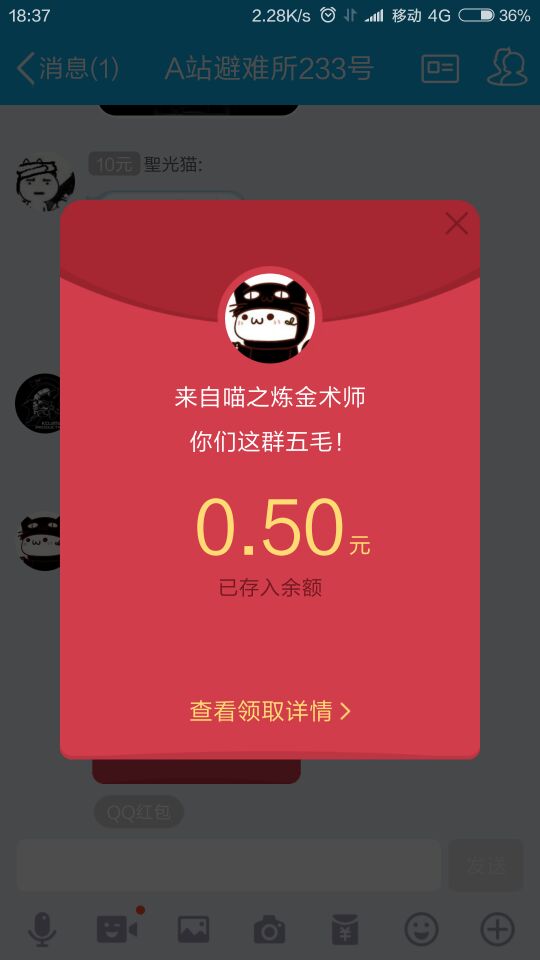 18:37 2.28K/s 移动 4G 36%
消息(1) A站避难所233号
10元 聖光猫:
来自喵之炼金术师
你们这群五毛！
0.50元
已存入余额
查看领取详情
QQ红包
发送